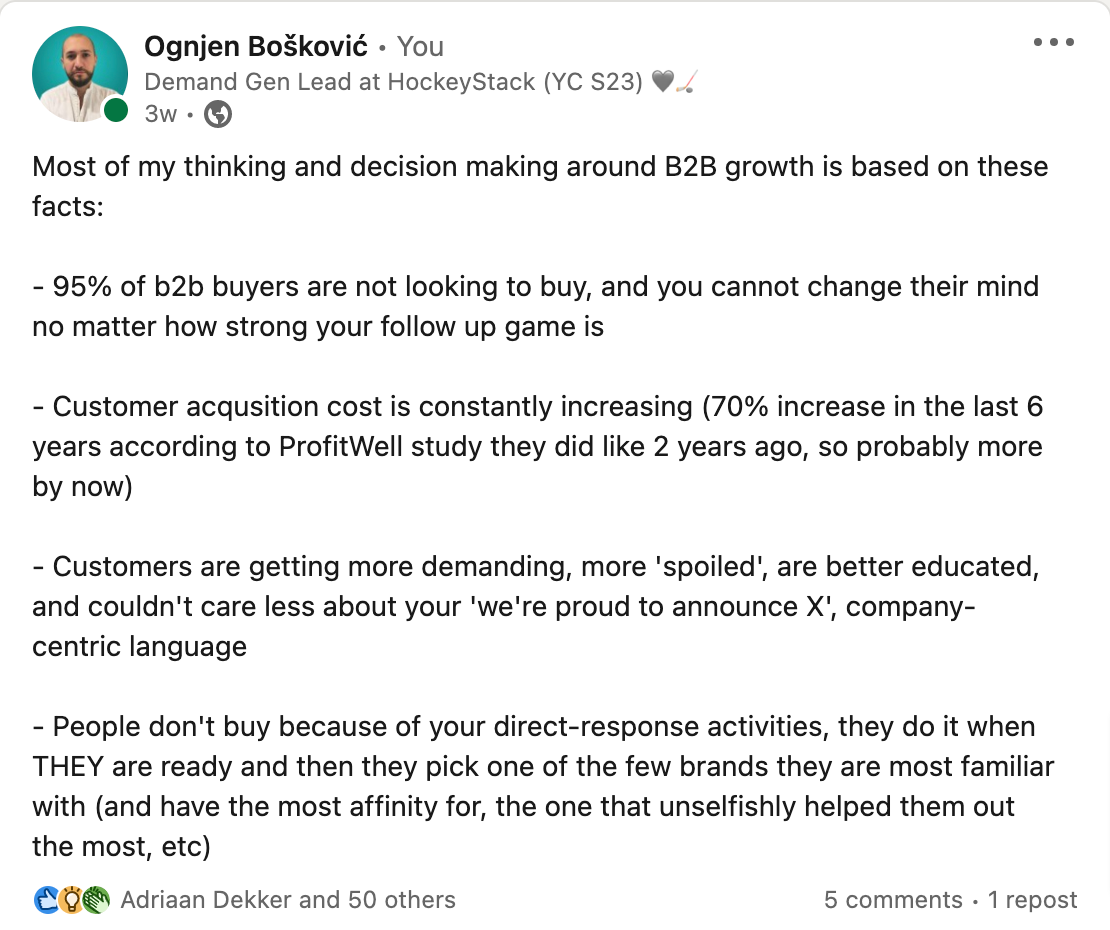 Ognjen Bošković • You
Demand Gen Lead at HockeyStack (YC S23) 🖤🏒
3w •
Most of my thinking and decision making around B2B growth is based on these
facts:
- 95% of b2b buyers are not looking to buy, and you cannot change their mind
no matter how strong your follow up game is
- Customer acqusition cost is constantly increasing (70% increase in the last 6
years according to ProfitWell study they did like 2 years ago, so probably more
by now)
- Customers are getting more demanding, more 'spoiled', are better educated,
and couldn't care less about your 'we're proud to announce X', company-
centric language
- People don't buy because of your direct-response activities, they do it when
THEY are ready and then they pick one of the few brands they are most familiar
with (and have the most affinity for, the one that unselfishly helped them out
the most, etc)
Adriaan Dekker and 50 others
5 comments • 1 repost